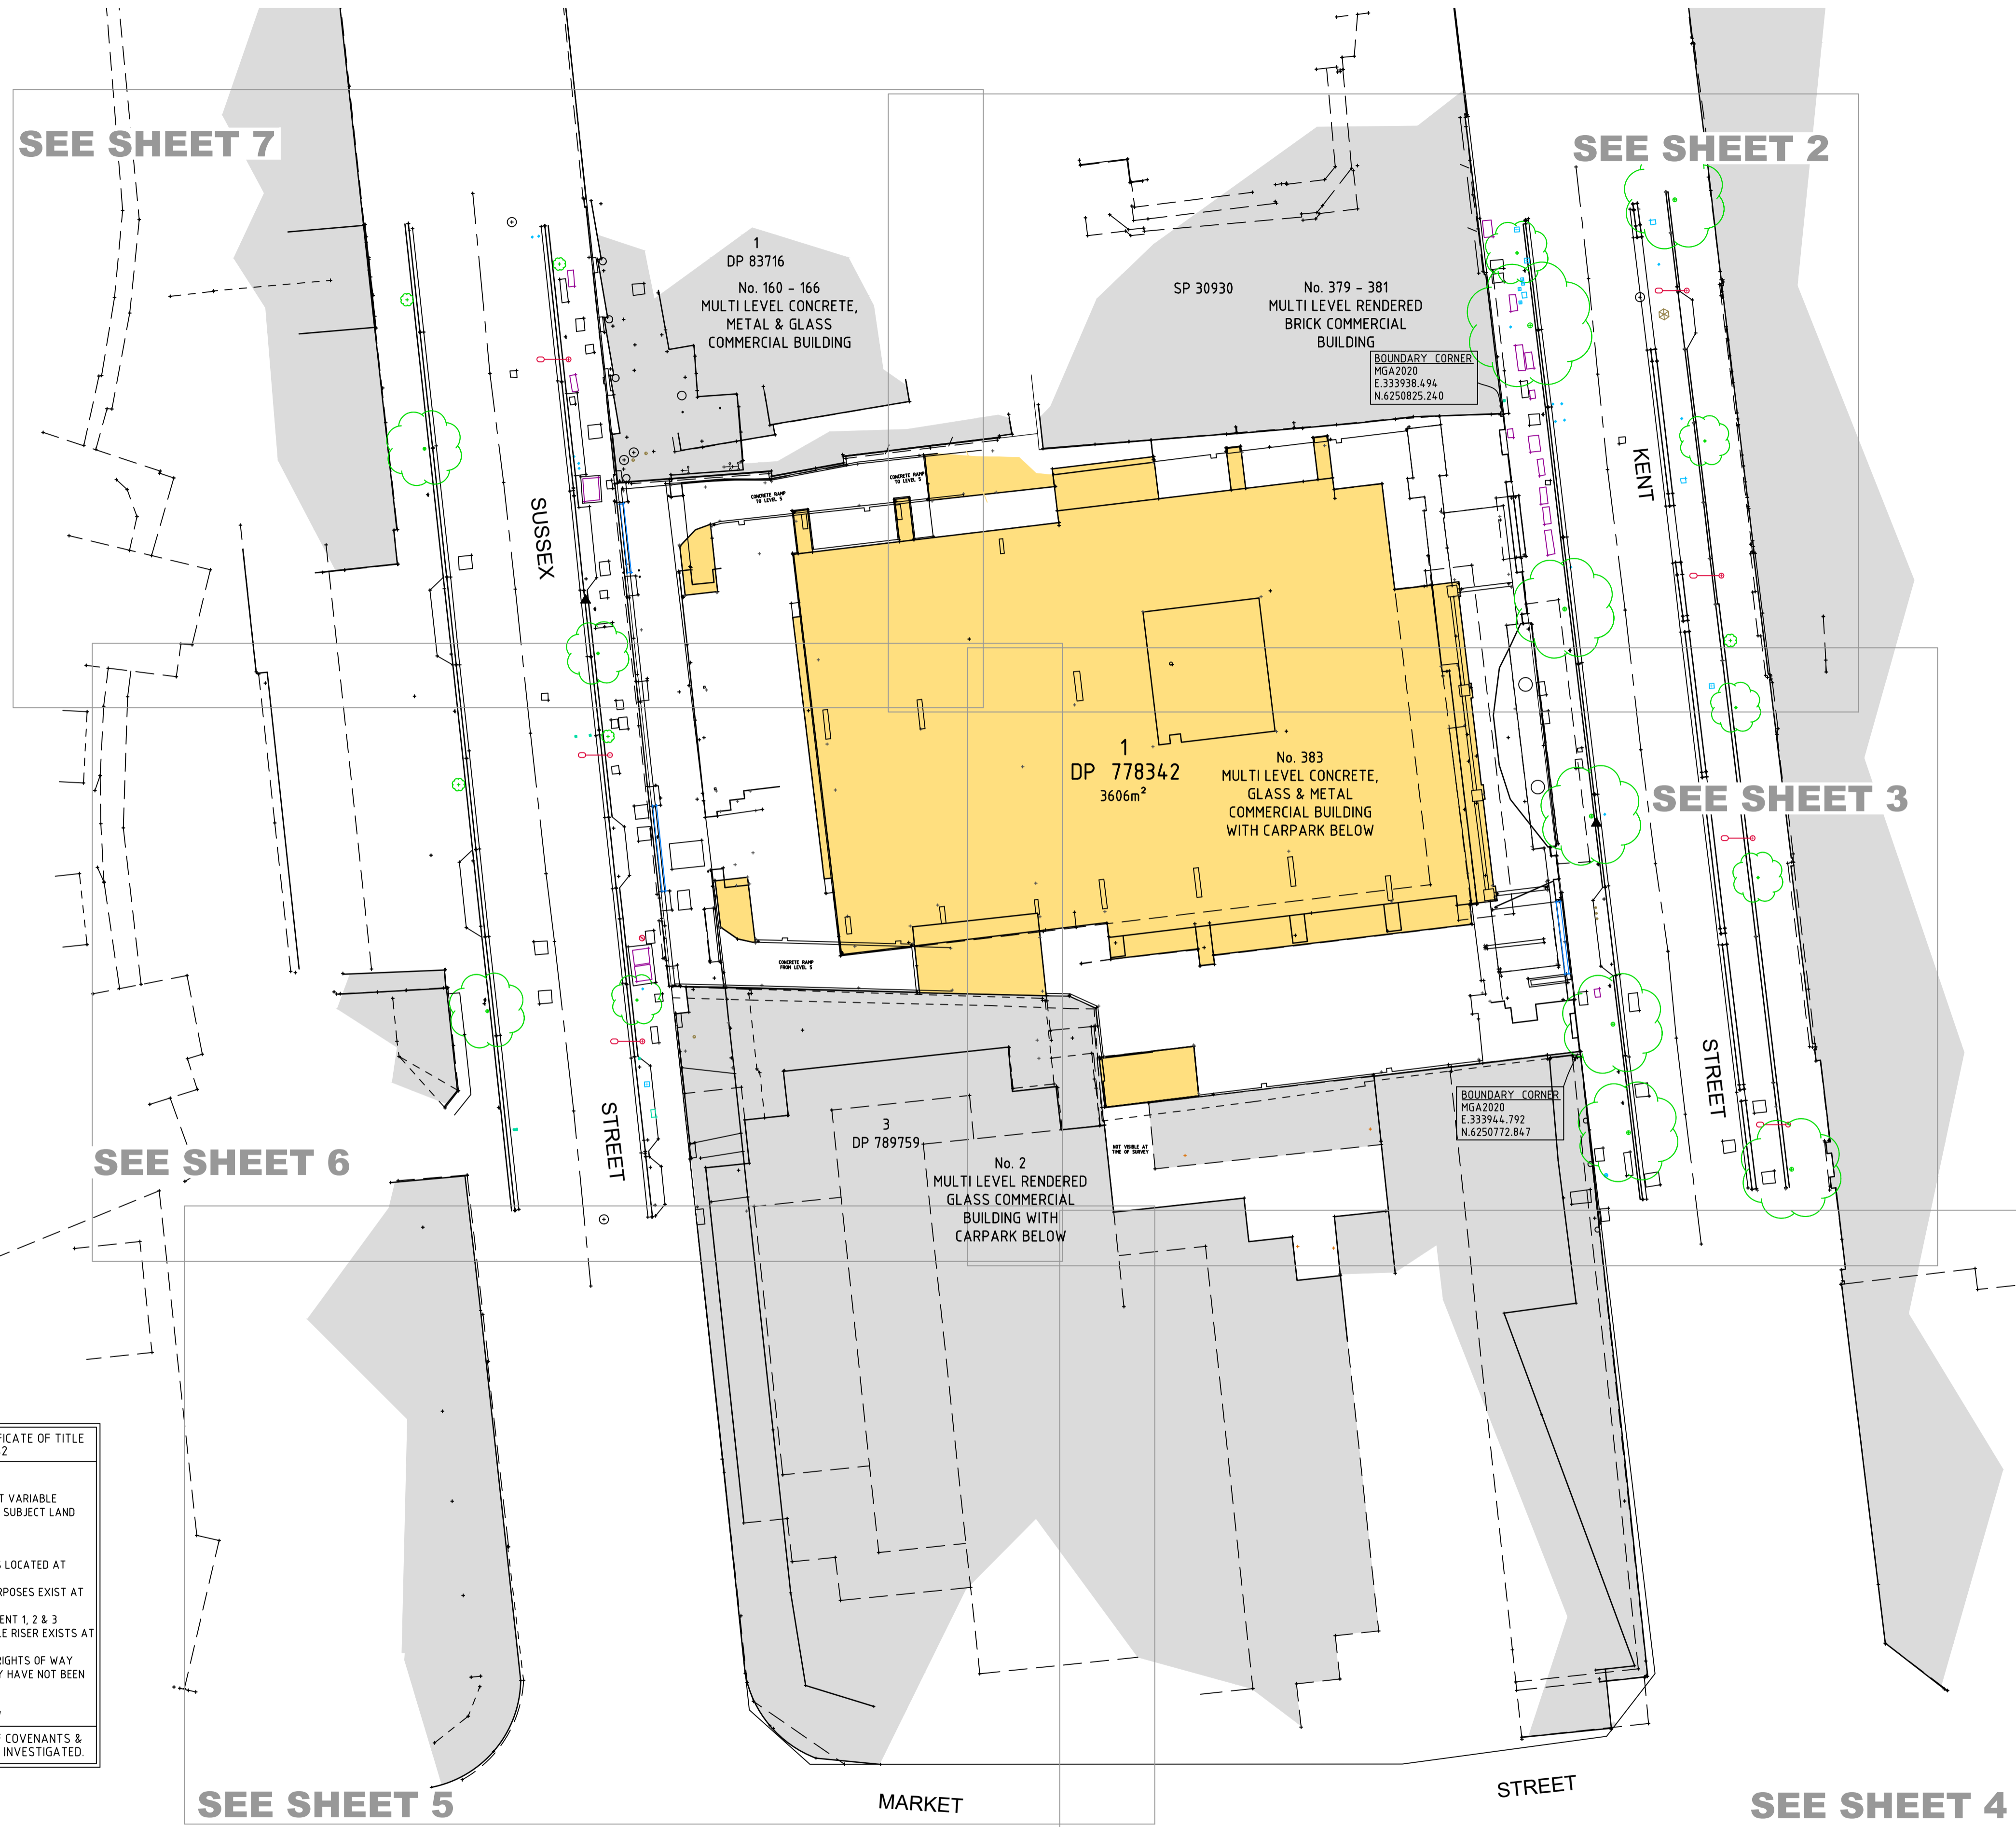 SEE SHEET 7
SEE SHEET 2
1
DP 83716
No. 160 - 166
MULTI LEVEL CONCRETE,
METAL & GLASS
COMMERCIAL BUILDING
SP 30930
No. 379 - 381
MULTI LEVEL RENDERED
BRICK COMMERCIAL
BUILDING
BOUNDARY CORNER
MGA2020
E.333938.494
N.6250825.240
CONCRETE RAMP
TO LEVEL 5
CONCRETE RAMP
TO LEVEL 5
SUSSEX
KENT
1
DP 778342
3606m²
No. 383
MULTI LEVEL CONCRETE,
GLASS & METAL
COMMERCIAL BUILDING
WITH CARPARK BELOW
SEE SHEET 3
CONCRETE RAMP
FROM LEVEL 5
STREET
STREET
BOUNDARY CORNER
MGA2020
E.333944.792
N.6250772.847
3
DP 789759
NOT VISIBLE AT
TIME OF SURVEY
SEE SHEET 6
No. 2
MULTI LEVEL RENDERED
GLASS COMMERCIAL
BUILDING WITH
CARPARK BELOW
FICATE OF TITLE
2
T VARIABLE
SUBJECT LAND
LOCATED AT
RPOSES EXIST AT
ENT 1, 2 & 3
LE RISER EXISTS AT
RIGHTS OF WAY
Y HAVE NOT BEEN
F COVENANTS &
INVESTIGATED.
SEE SHEET 5
MARKET
STREET
SEE SHEET 4